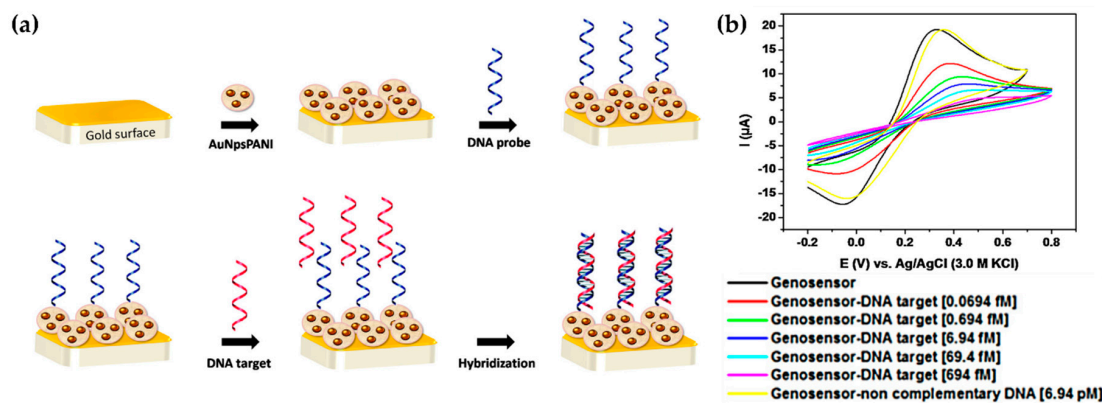 (a)
Gold surface
AuNpsPANI
DNA probe
DNA target
Hybridization
(b)
I (µA)
20
15
10
5
0
-5
-10
-15
-20
-0.2 0.0 0.2 0.4 0.6 0.8
E (V) vs. Ag/AgCl (3.0 M KCl)
Genosensor
Genosensor-DNA target [0.0694 fM]
Genosensor-DNA target [0.694 fM]
Genosensor-DNA target [6.94 fM]
Genosensor-DNA target [69.4 fM]
Genosensor-DNA target [694 fM]
Genosensor-non complementary DNA [6.94 pM]